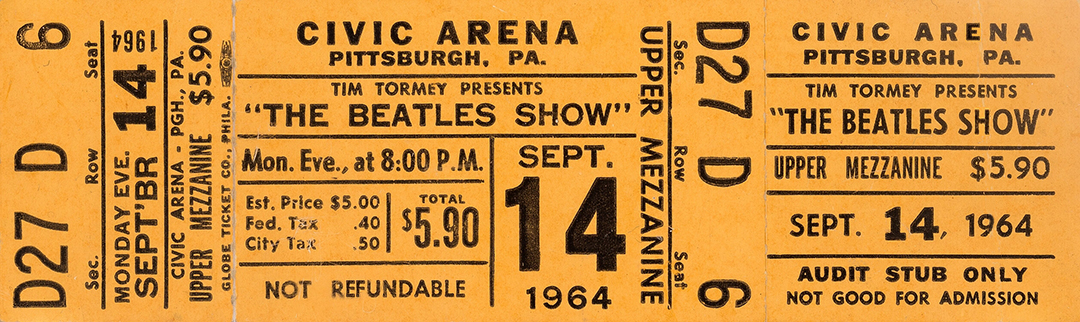 D27 D 6
Sec. Row Seat
MONDAY EVE. 1964
SEPT'BR 14
CIVIC ARENA - PGH., PA.
UPPER MEZZANINE $5.90
GLOBE TICKET CO., PHILA.
CIVIC ARENA
PITTSBURGH, PA.
TIM TORMEY PRESENTS
"THE BEATLES SHOW"
Mon. Eve., at 8:00 P.M.
Est. Price $5.00
Fed. Tax .40
City Tax .50
TOTAL
$5.90
NOT REFUNDABLE
SEPT.
14
1964
UPPER MEZZANINE
Sec. Row Seat
D27 D 6
CIVIC ARENA
PITTSBURGH, PA.
TIM TORMEY PRESENTS
"THE BEATLES SHOW"
UPPER MEZZANINE $5.90
SEPT. 14, 1964
AUDIT STUB ONLY
NOT GOOD FOR ADMISSION